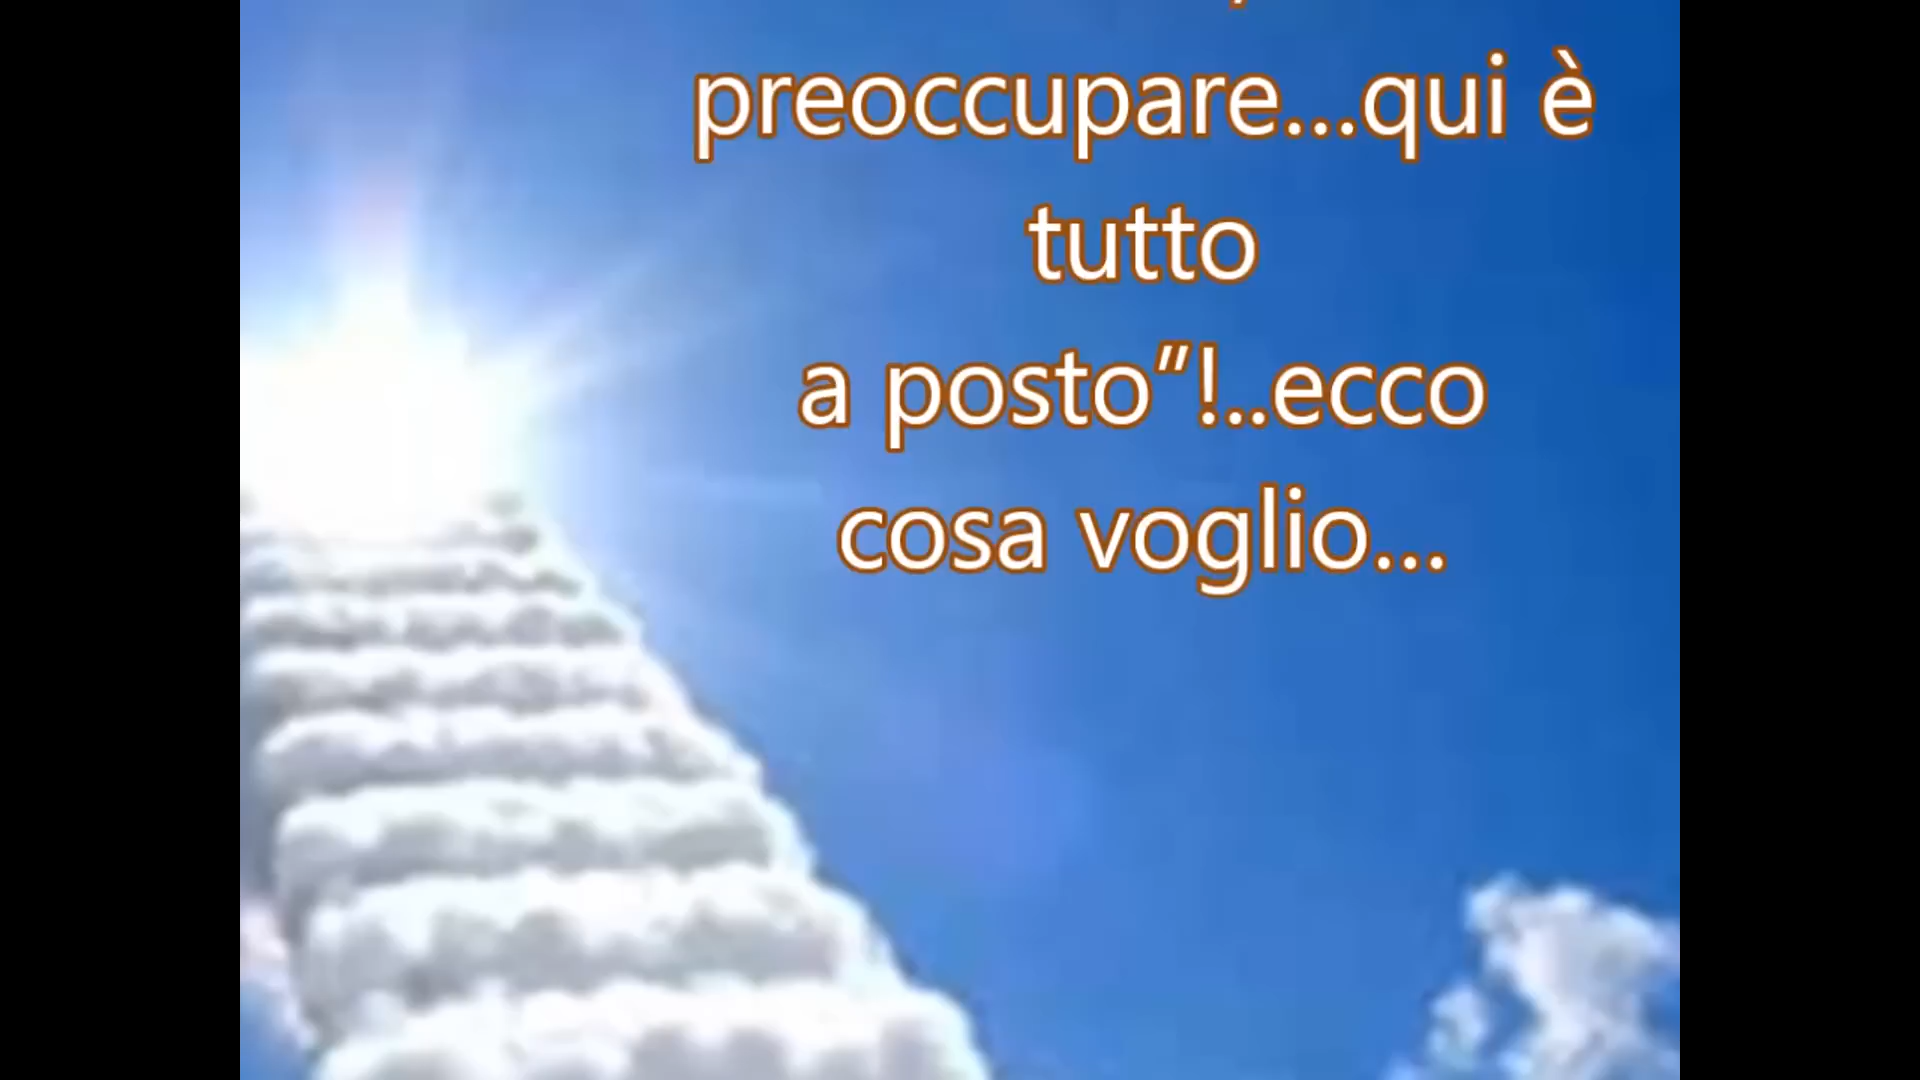 preoccupare...qui è
tutto
a posto”!..ecco
cosa voglio...